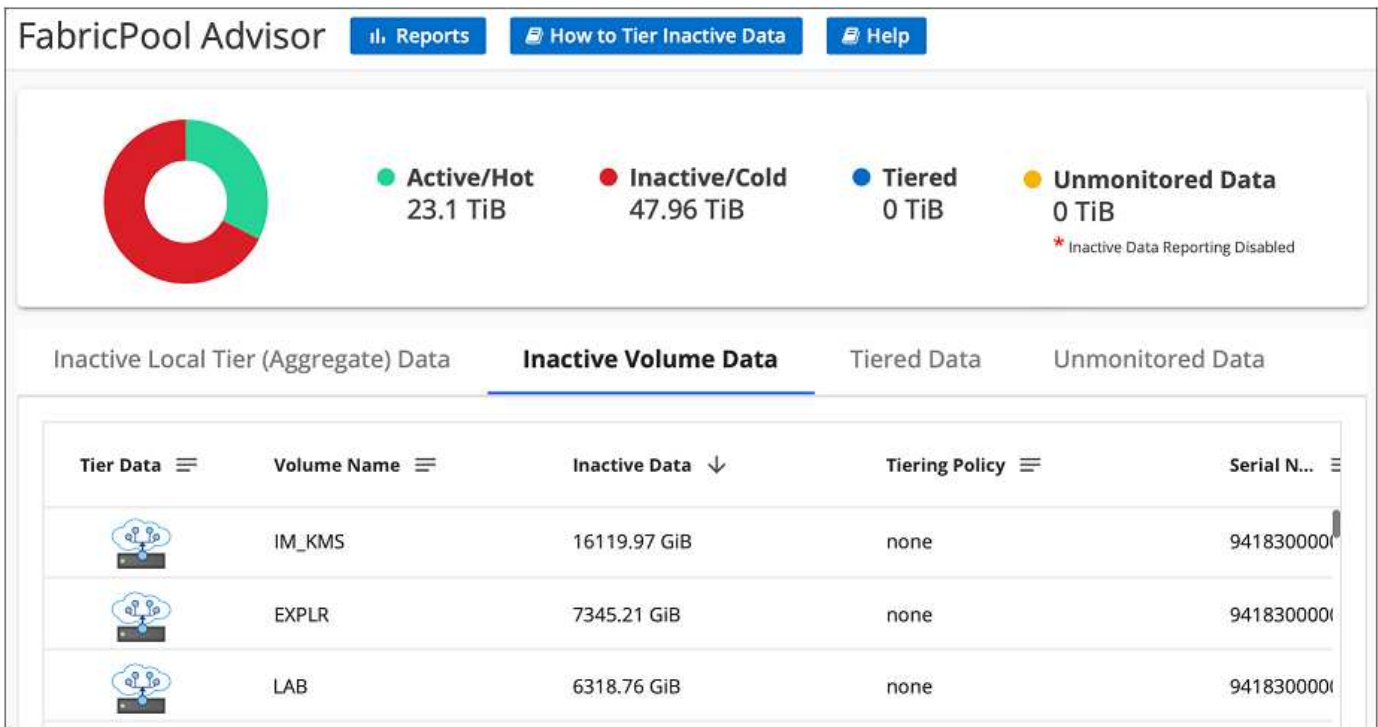 FabricPool Advisor Reports How to Tier Inactive Data Help
Active/Hot Inactive/Cold Tiered Unmonitored Data
23.1 TiB 47.96 TiB 0 TiB 0 TiB
* Inactive Data Reporting Disabled
Inactive Local Tier (Aggregate) Data Inactive Volume Data Tiered Data Unmonitored Data
Tier Data Volume Name Inactive Data Tiering Policy Serial N...
IM_KMS 16119.97 GiB none 9418300000
EXPLR 7345.21 GiB none 9418300000
LAB 6318.76 GiB none 9418300000